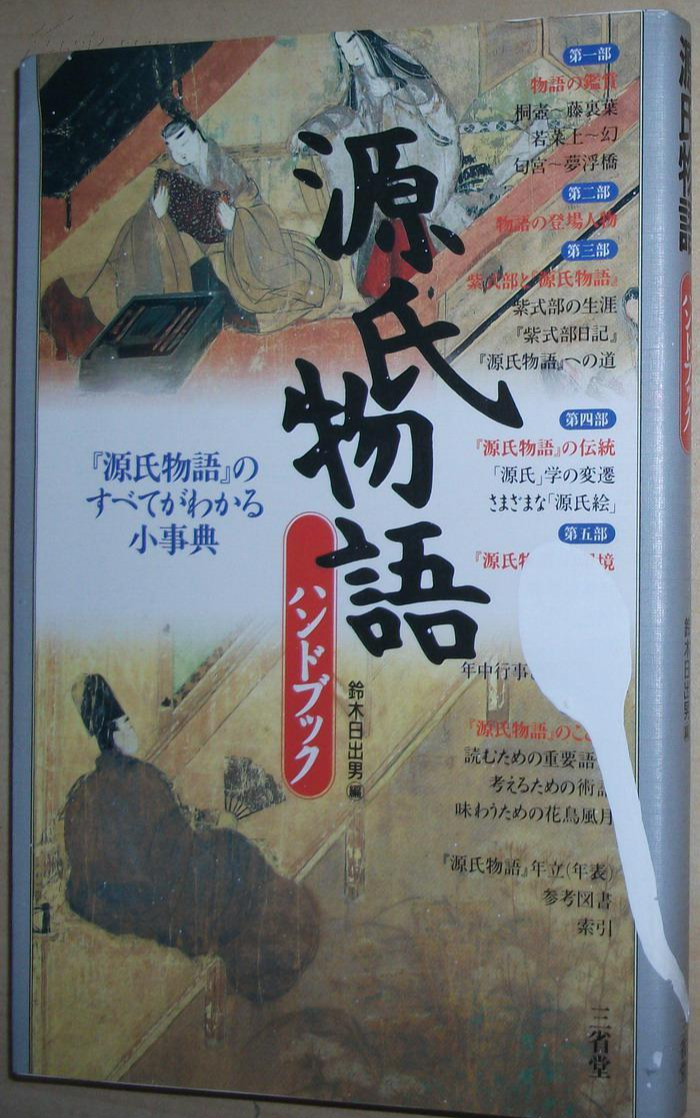 源氏物語
ハンドブック
鈴木日出男 編
『源氏物語』の
すべてがわかる
小事典
第一部
物語の鑑賞
桐壺~藤裏葉
若菜上~幻
匂宮~夢浮橋
第二部
物語の登場人物
第三部
紫式部と『源氏物語』
紫式部の生涯
『紫式部日記』
『源氏物語』への道
第四部
『源氏物語』の伝統
「源氏」学の変遷
さまざまな「源氏絵」
第五部
『源氏物
境
年中行事
『源氏物語』のこ
読むための重要語
考えるための術
味わうための花鳥風月
『源氏物語』年立(年表)
参考図書
索引
三省堂
源氏物語
ハンドブック